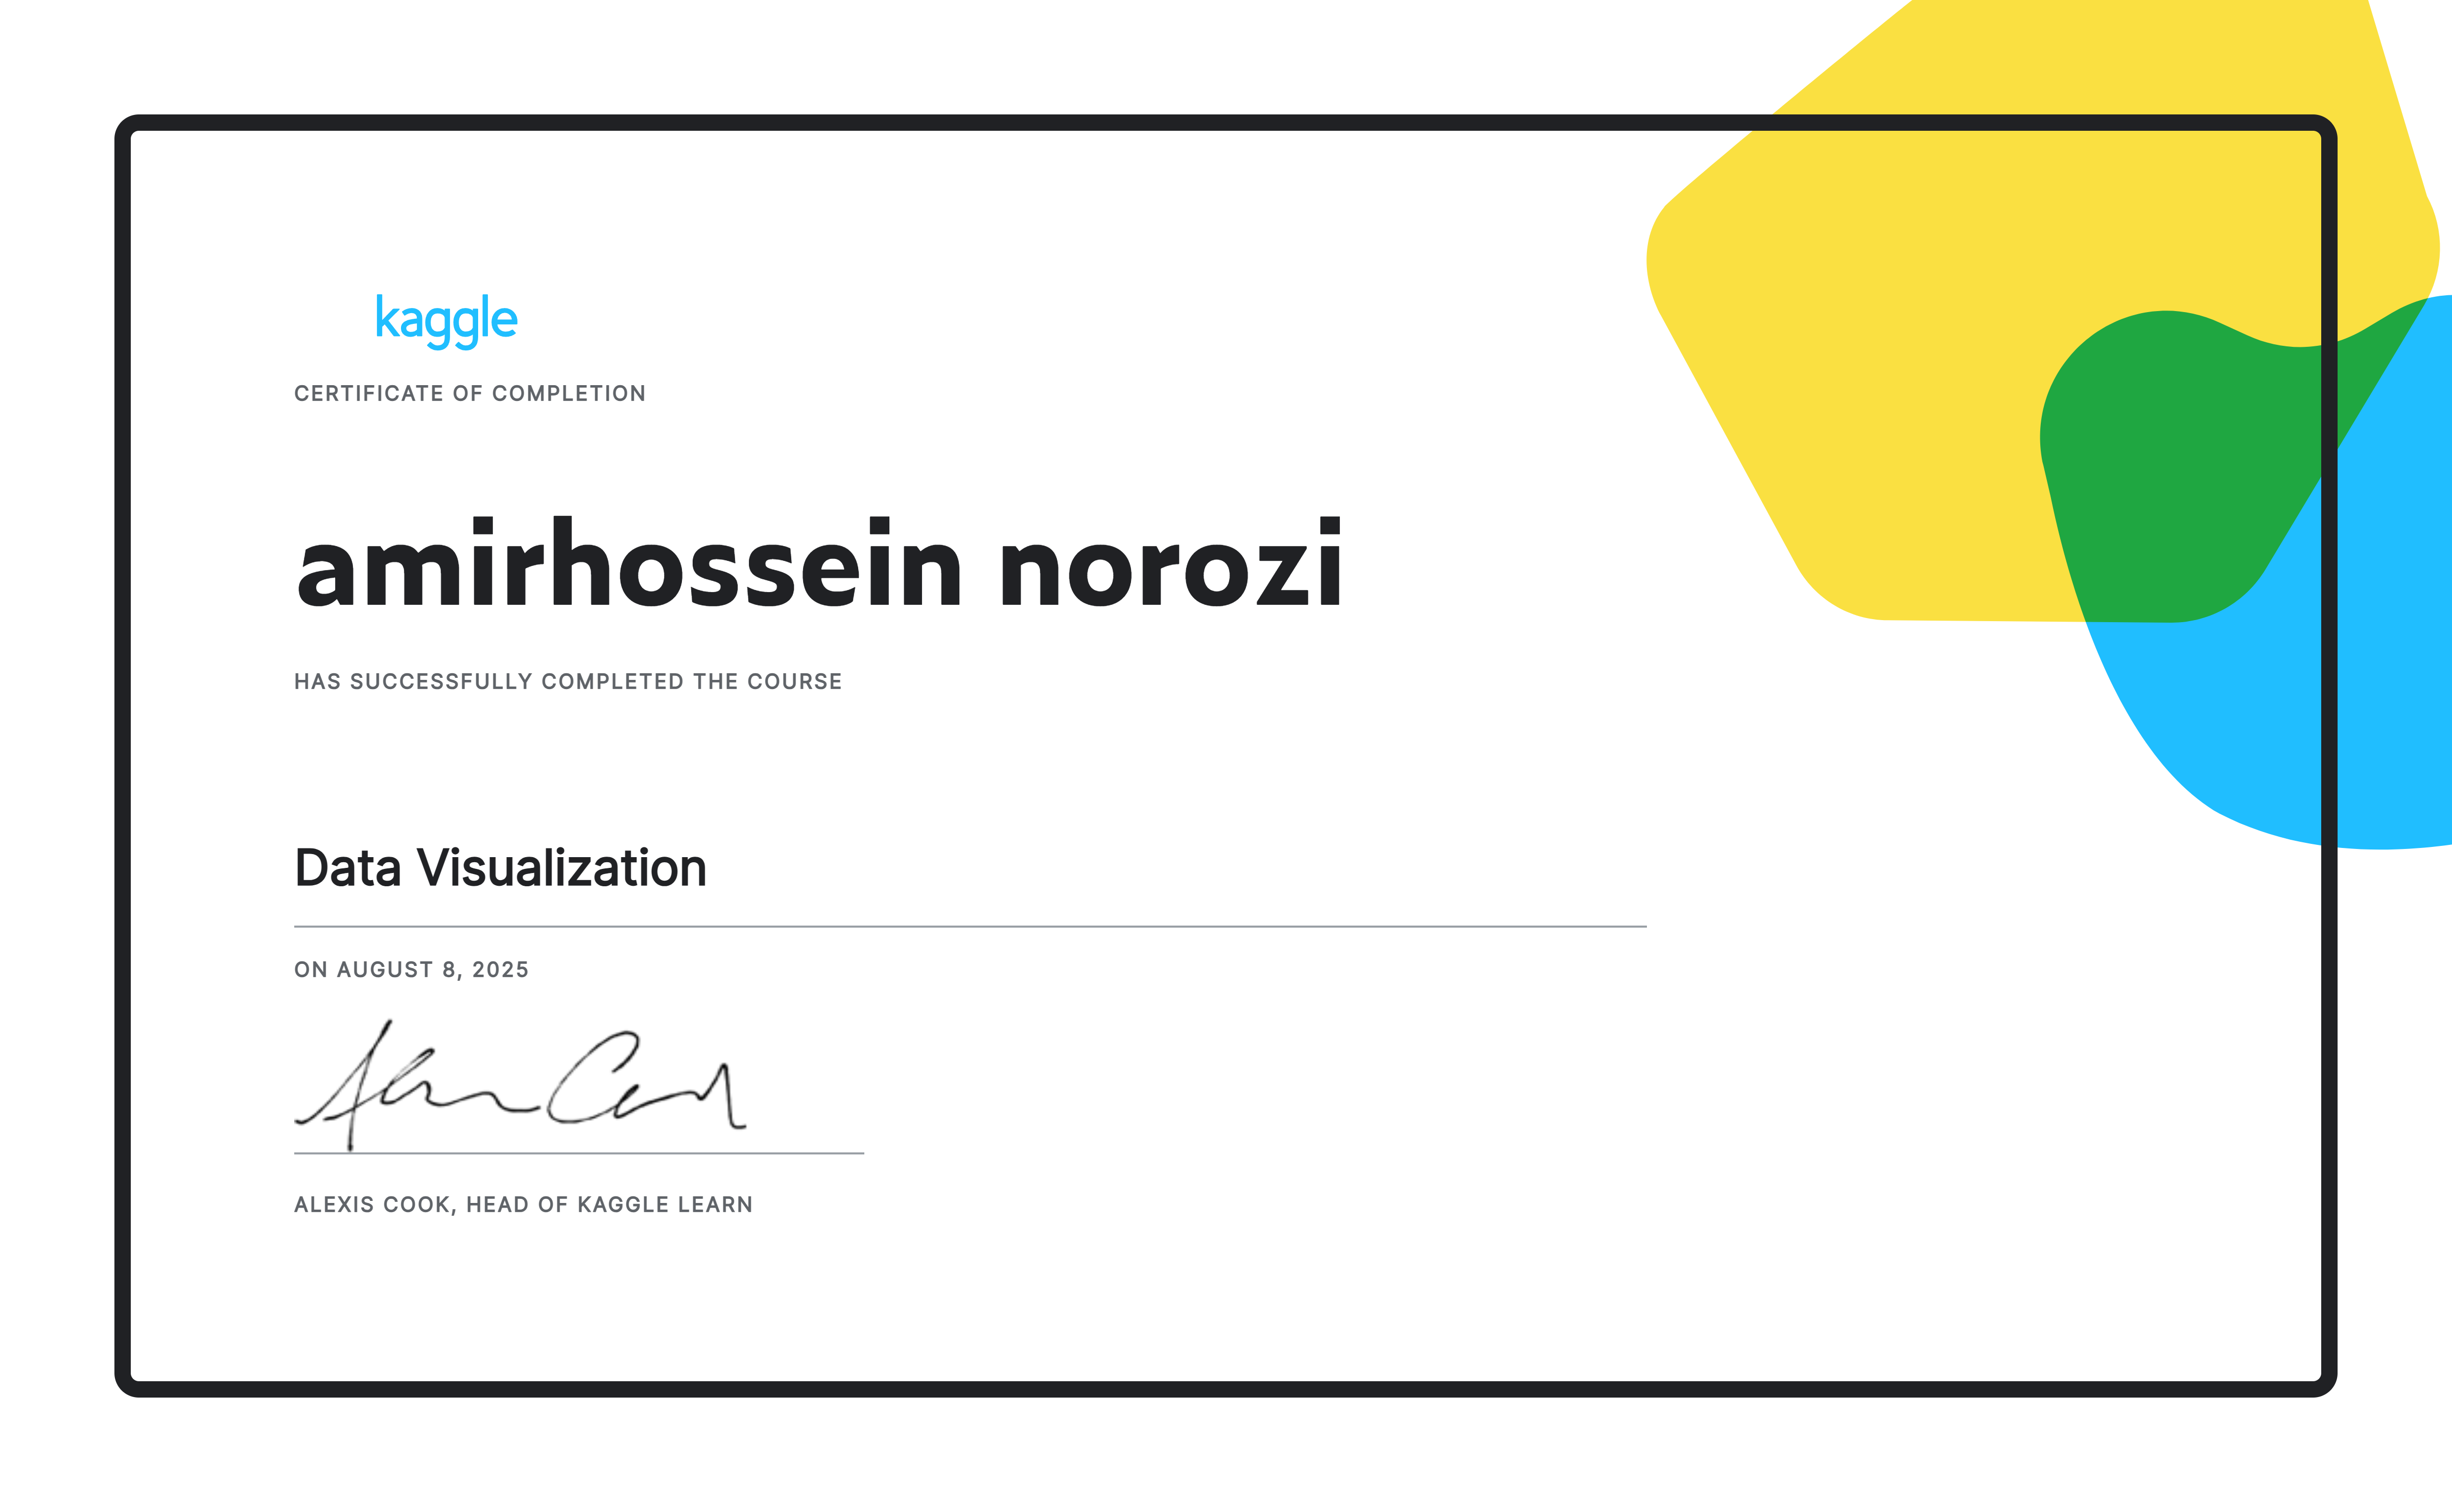 kaggle
CERTIFICATE OF COMPLETION
amirhossein norozi
HAS SUCCESSFULLY COMPLETED THE COURSE
Data Visualization
ON AUGUST 8, 2025
ALEXIS COOK, HEAD OF KAGGLE LEARN